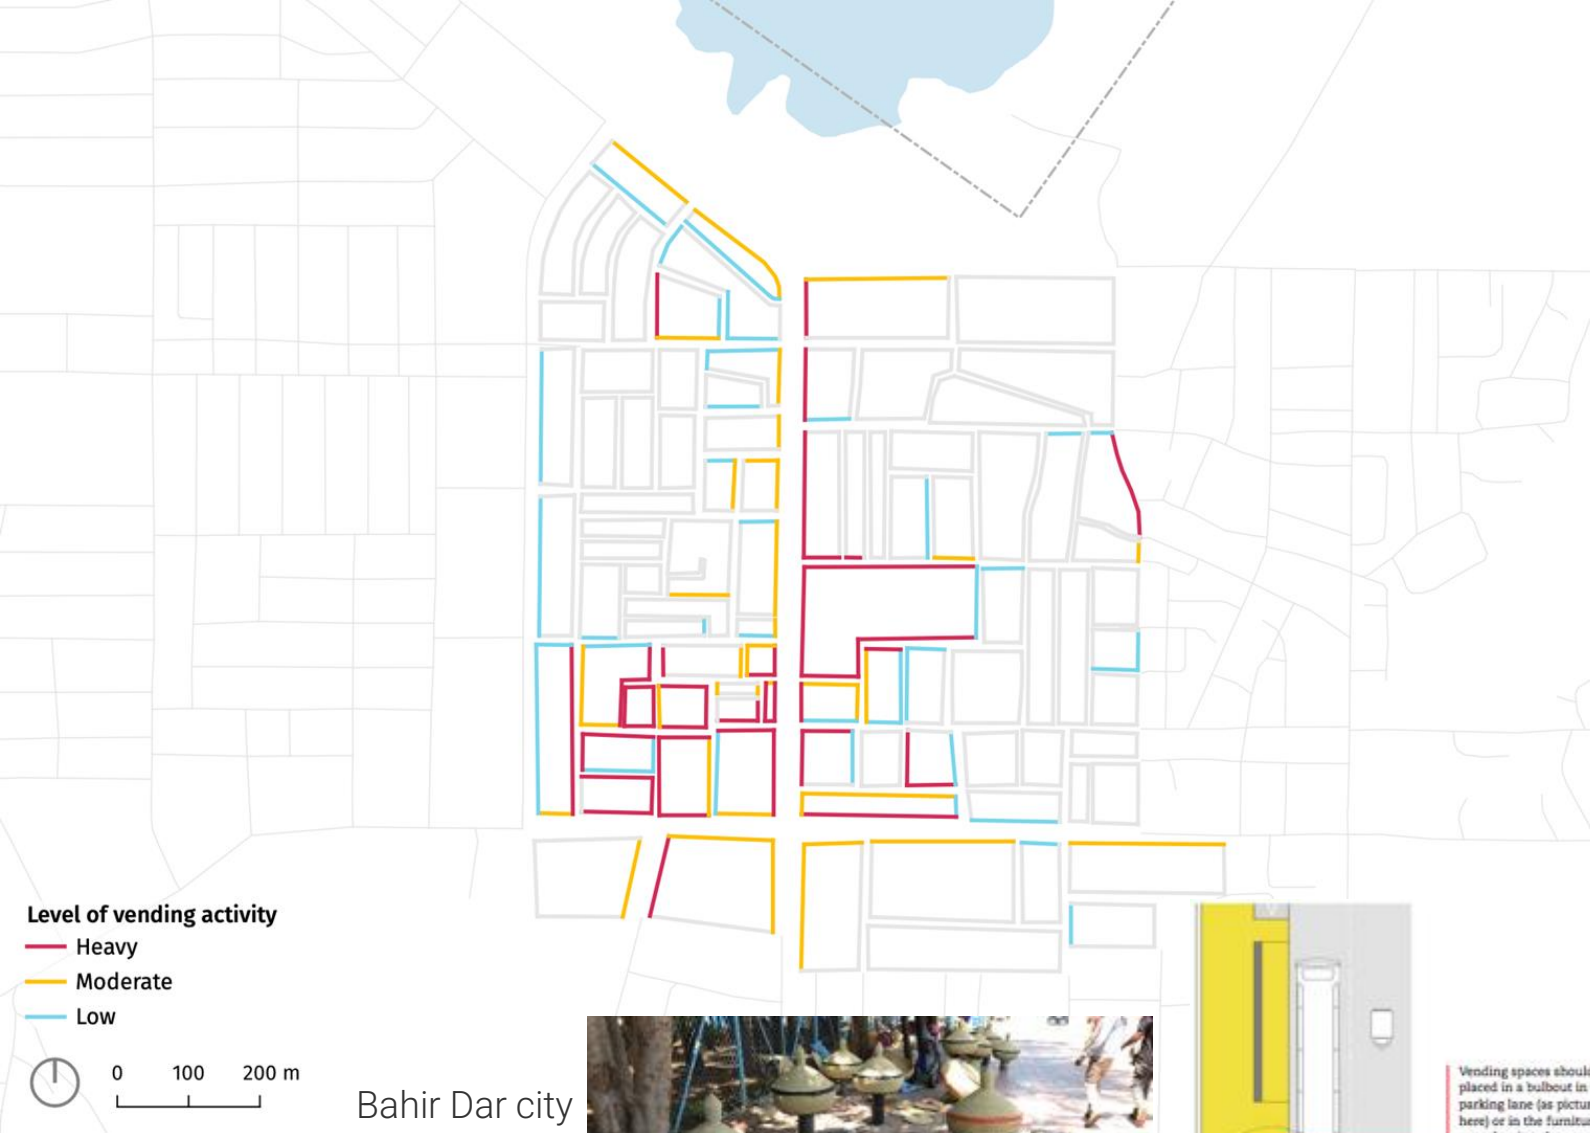 Level of vending activity
Heavy
Moderate
Low
0 100 200 m
Bahir Dar city
Vending spaces should
placed in a bulbout in
parking lane (as pictur
here) or in the furnitur